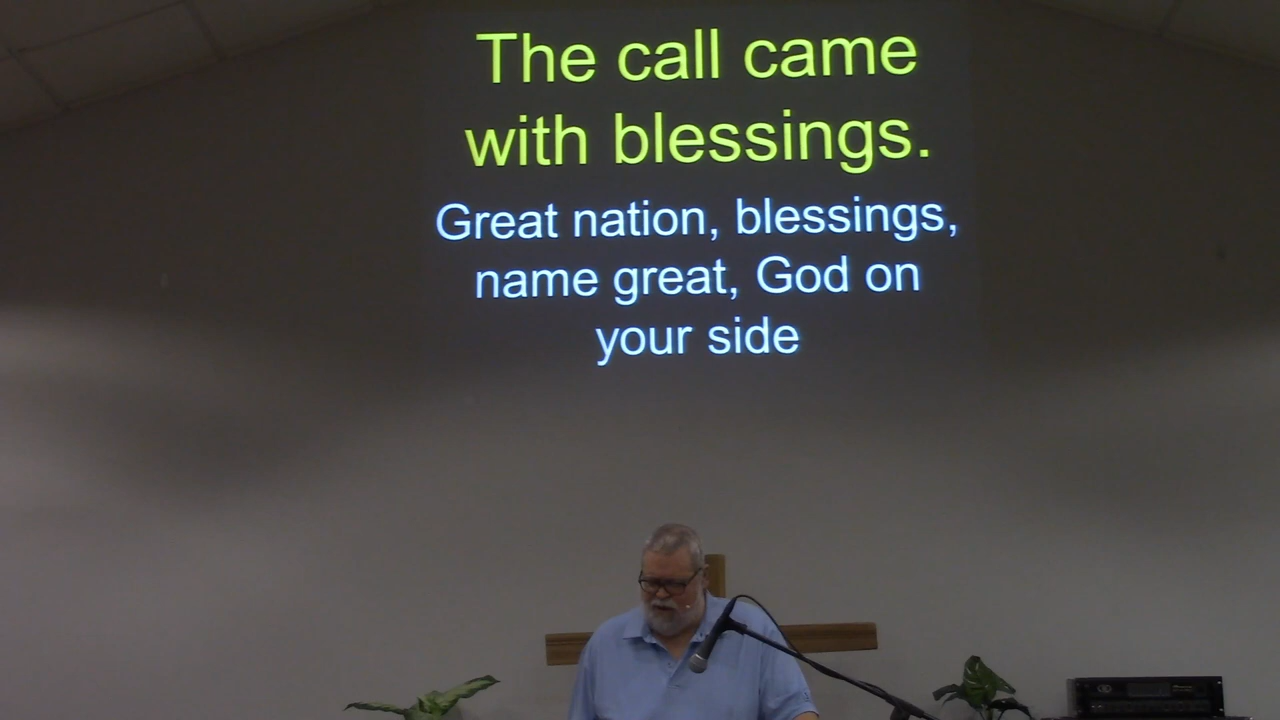 The call came
with blessings.
Great nation, blessings,
name great, God on
your side